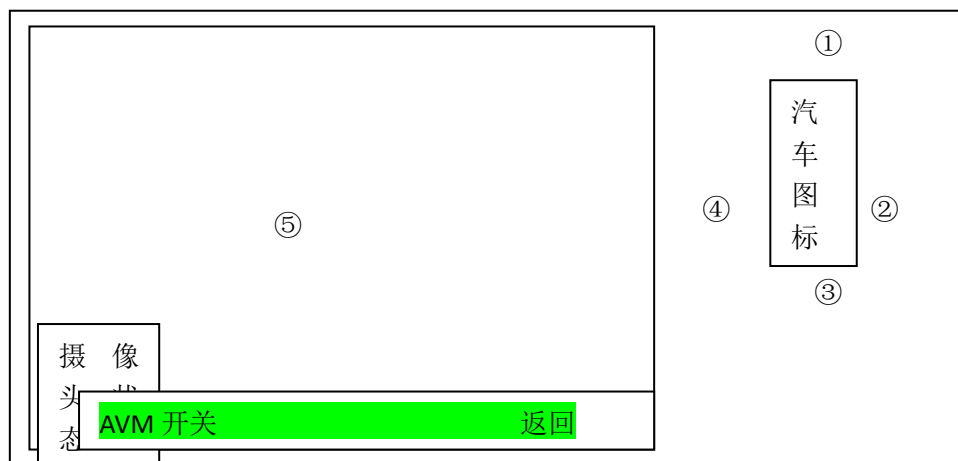 ①
汽
车
图
标
④
②
⑤
③
摄 像
头
态
AVM 开关 返回